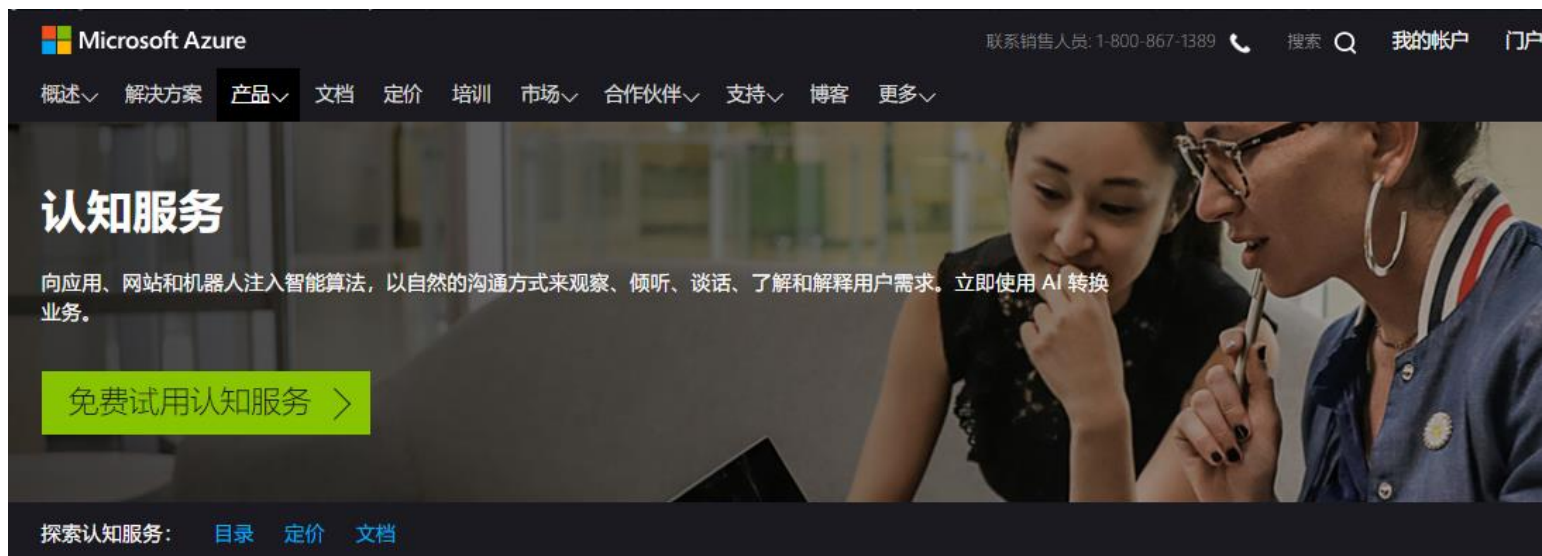 Microsoft Azure
联系销售人员: 1-800-867-1389 搜索 我的帐户 门户
概述 解决方案 产品 文档 定价 培训 市场 合作伙伴 支持 博客 更多
认知服务
向应用、网站和机器人注入智能算法，以自然的沟通方式来观察、倾听、谈话、了解和解释用户需求。立即使用 AI 转换
业务。
免费试用认知服务
探索认知服务： 目录 定价 文档